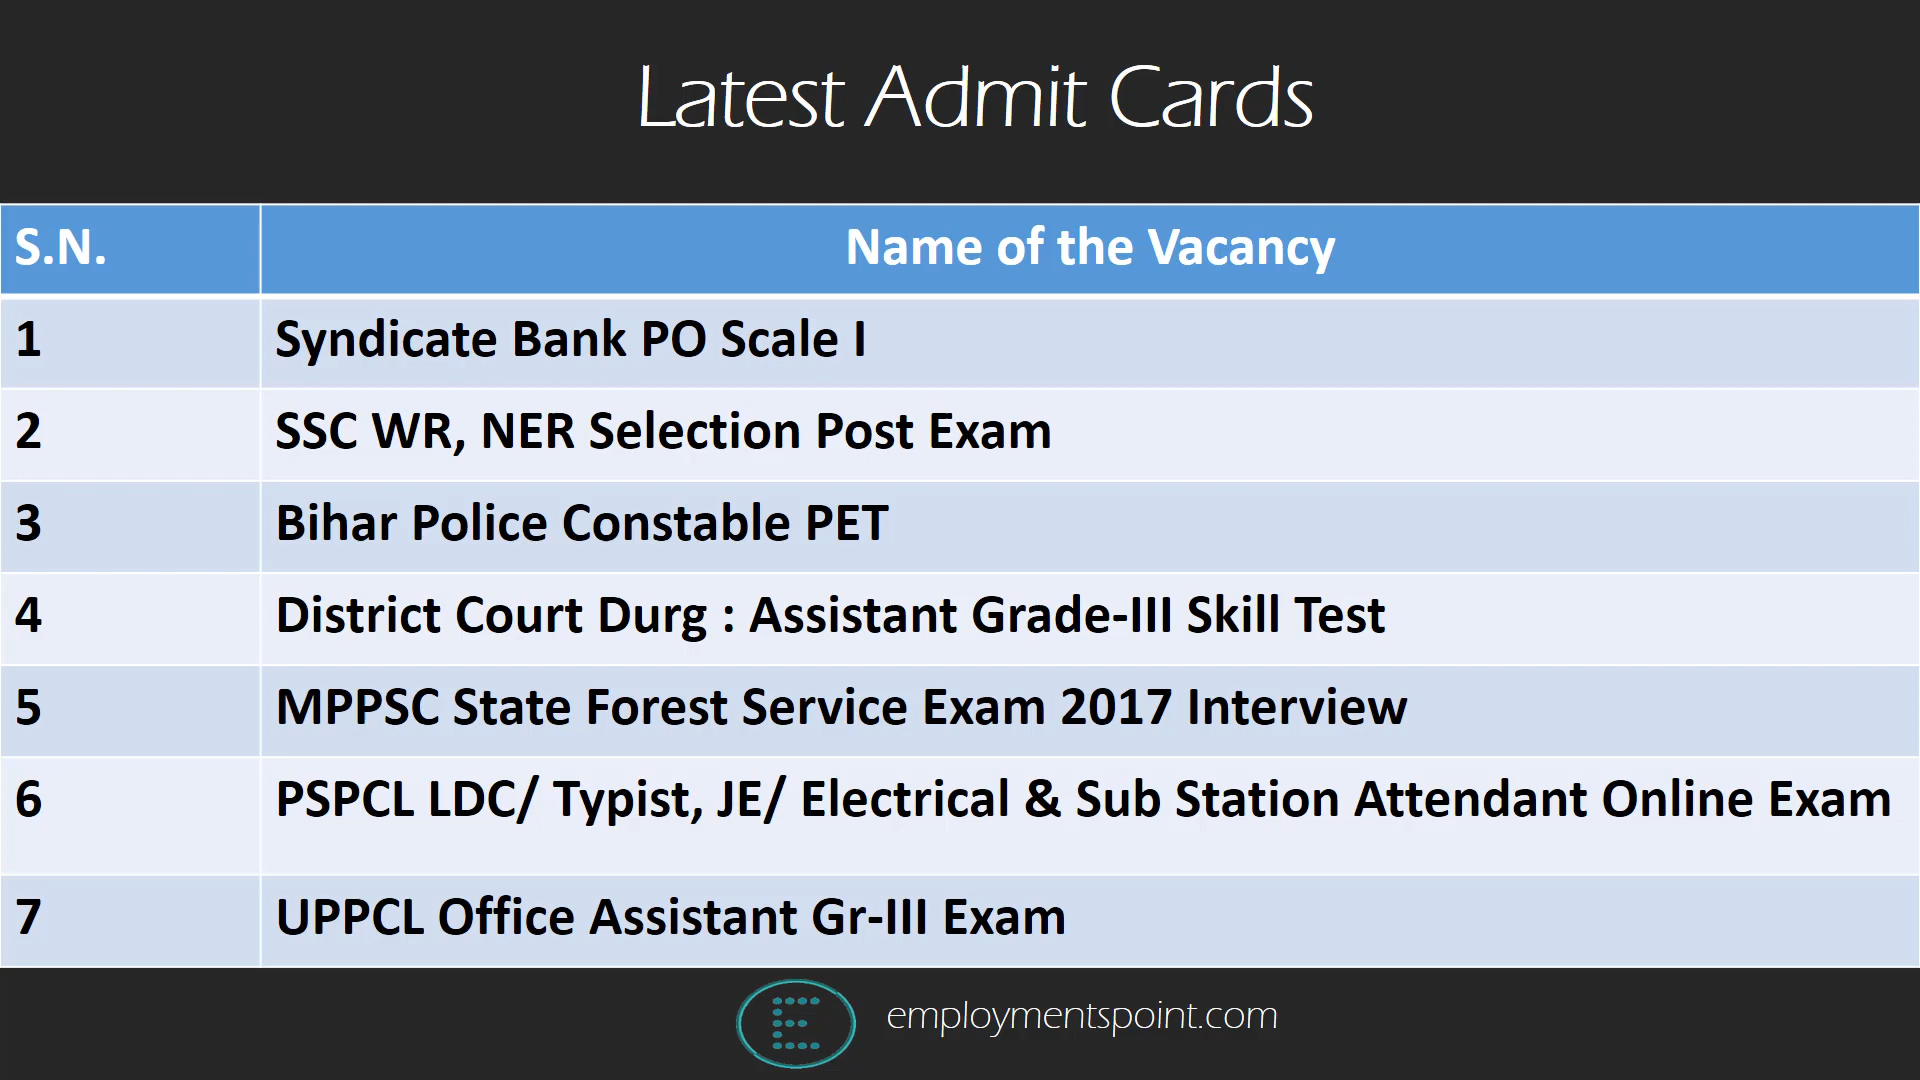 Latest Admit Cards
S.N. Name of the Vacancy
1 Syndicate Bank PO Scale I
2 SSC WR, NER Selection Post Exam
3 Bihar Police Constable PET
4 District Court Durg : Assistant Grade-III Skill Test
5 MPPSC State Forest Service Exam 2017 Interview
6 PSPCL LDC/ Typist, JE/ Electrical & Sub Station Attendant Online Exam
7 UPPCL Office Assistant Gr-III Exam
E employmentspoint.com